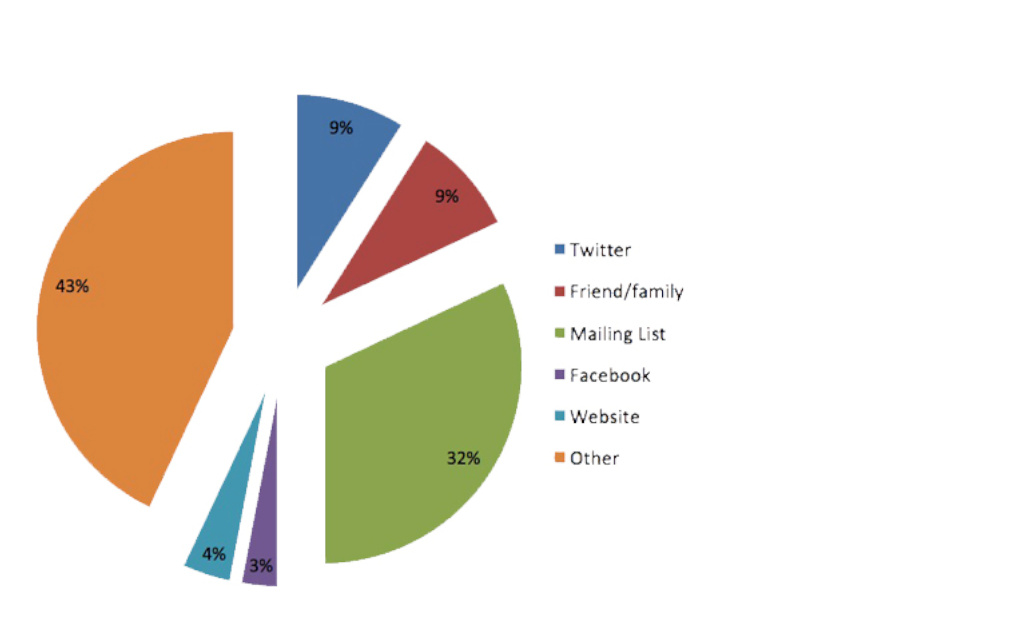 9%
9%
43%
32%
4%
3%
Twitter
Friend/family
Mailing List
Facebook
Website
Other